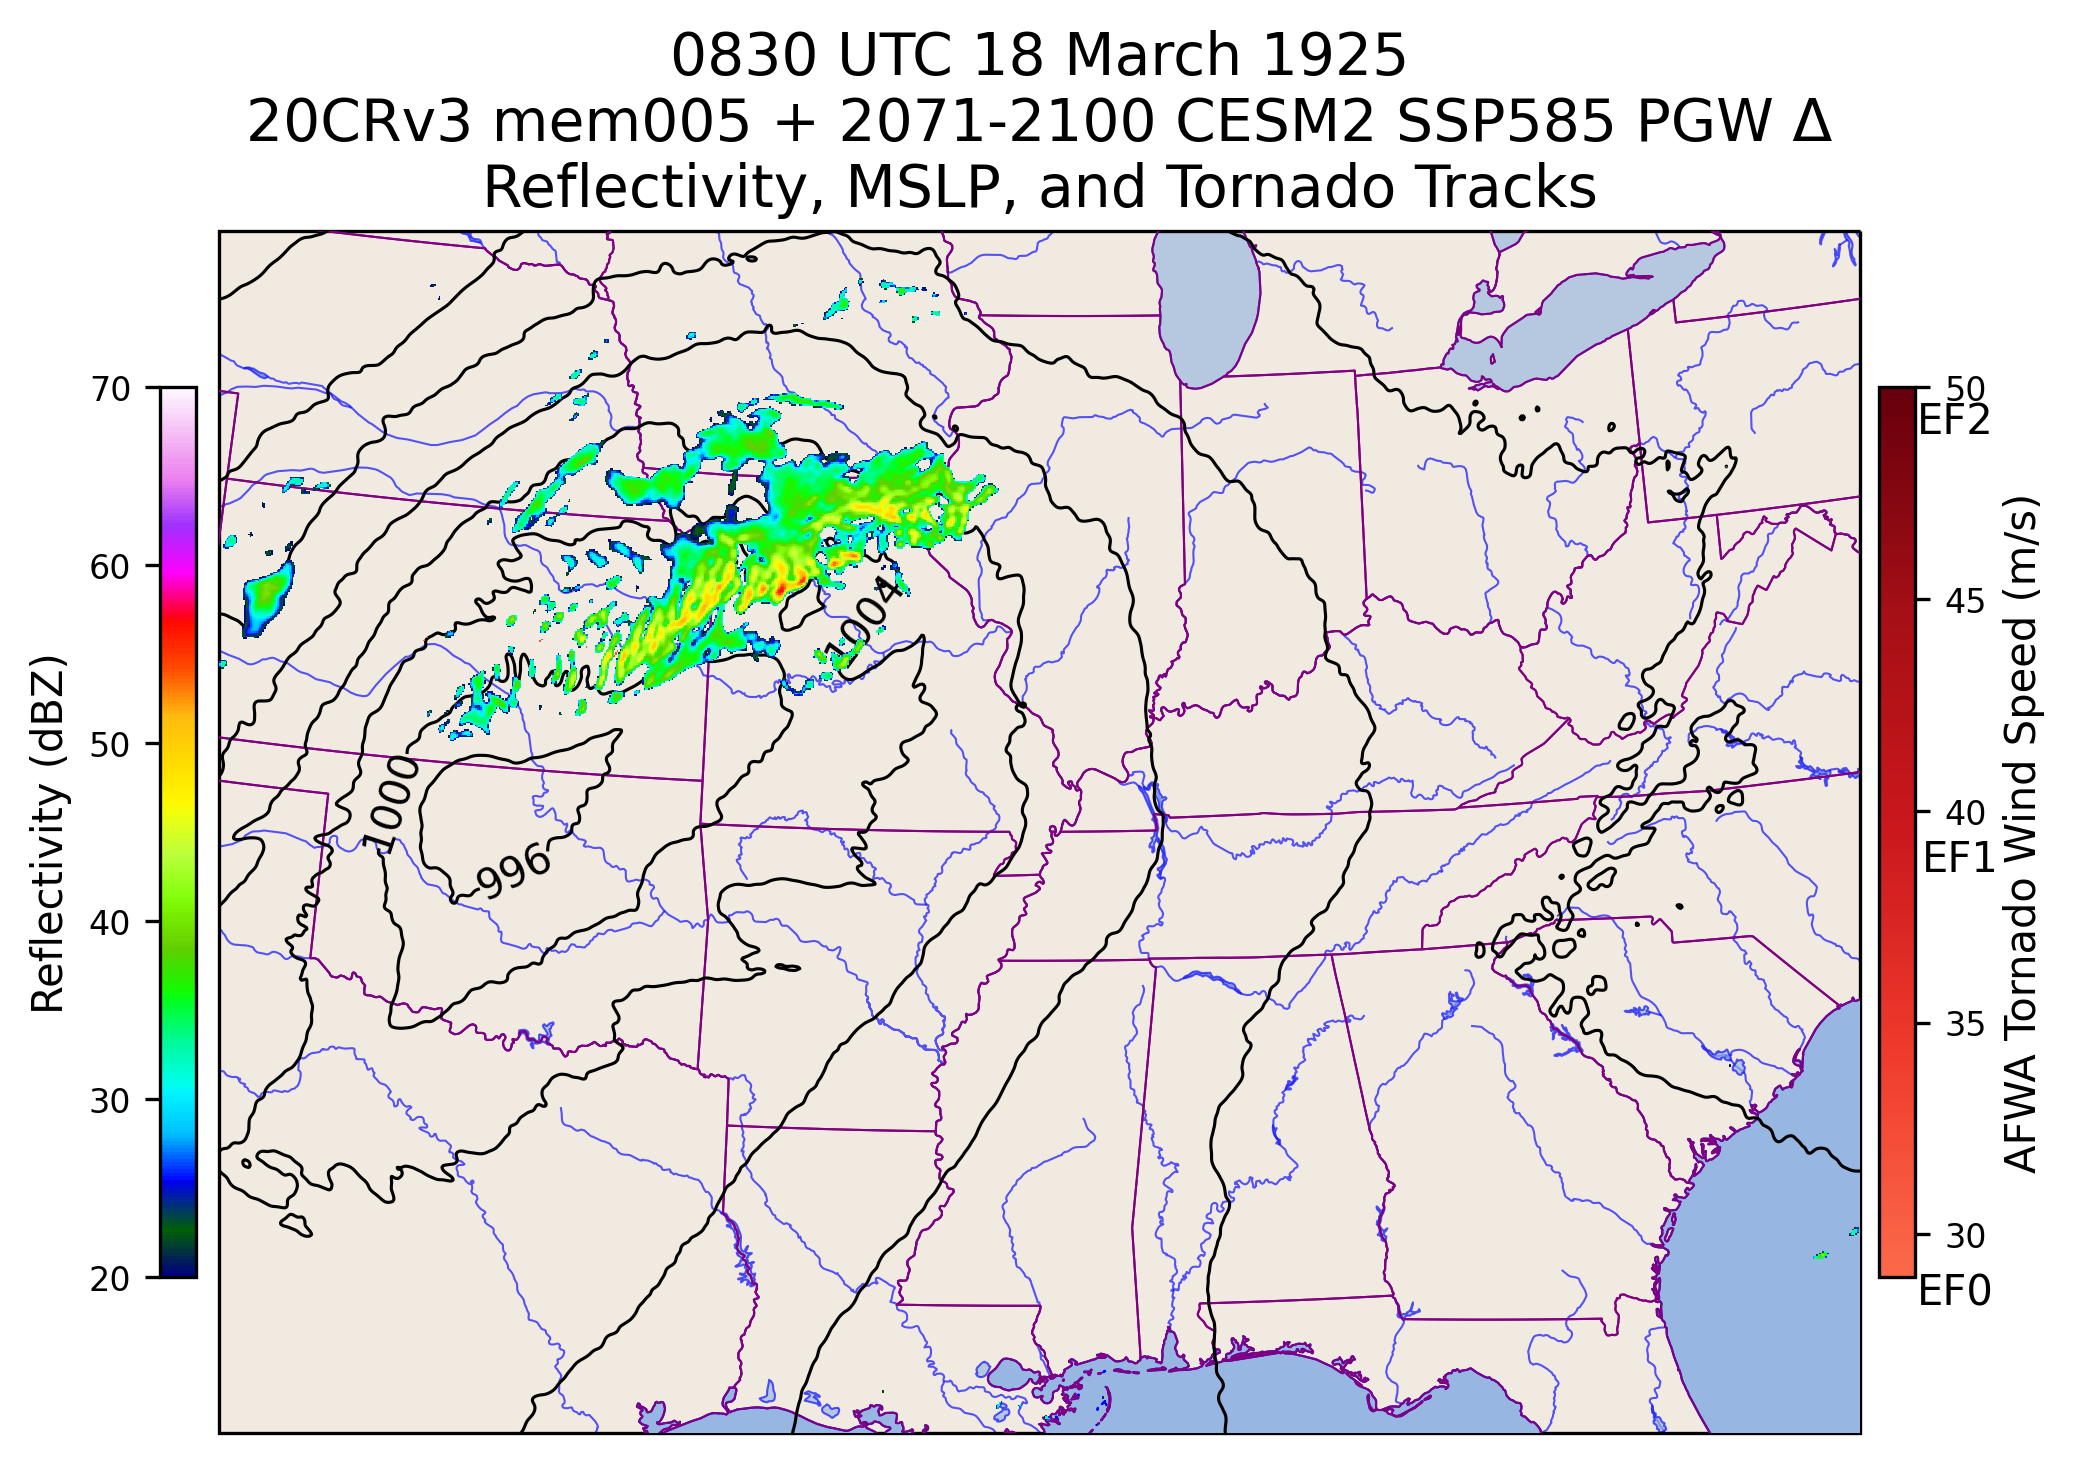 0830 UTC 18 March 1925
20CRv3 mem005 + 2071-2100 CESM2 SSP585 PGW Δ
Reflectivity, MSLP, and Tornado Tracks
70
60
50
40
30
20
Reflectivity (dBZ)
1004
1000
996
50
EF2
45
40
EF1
35
30
EF0
AFWA Tornado Wind Speed (m/s)